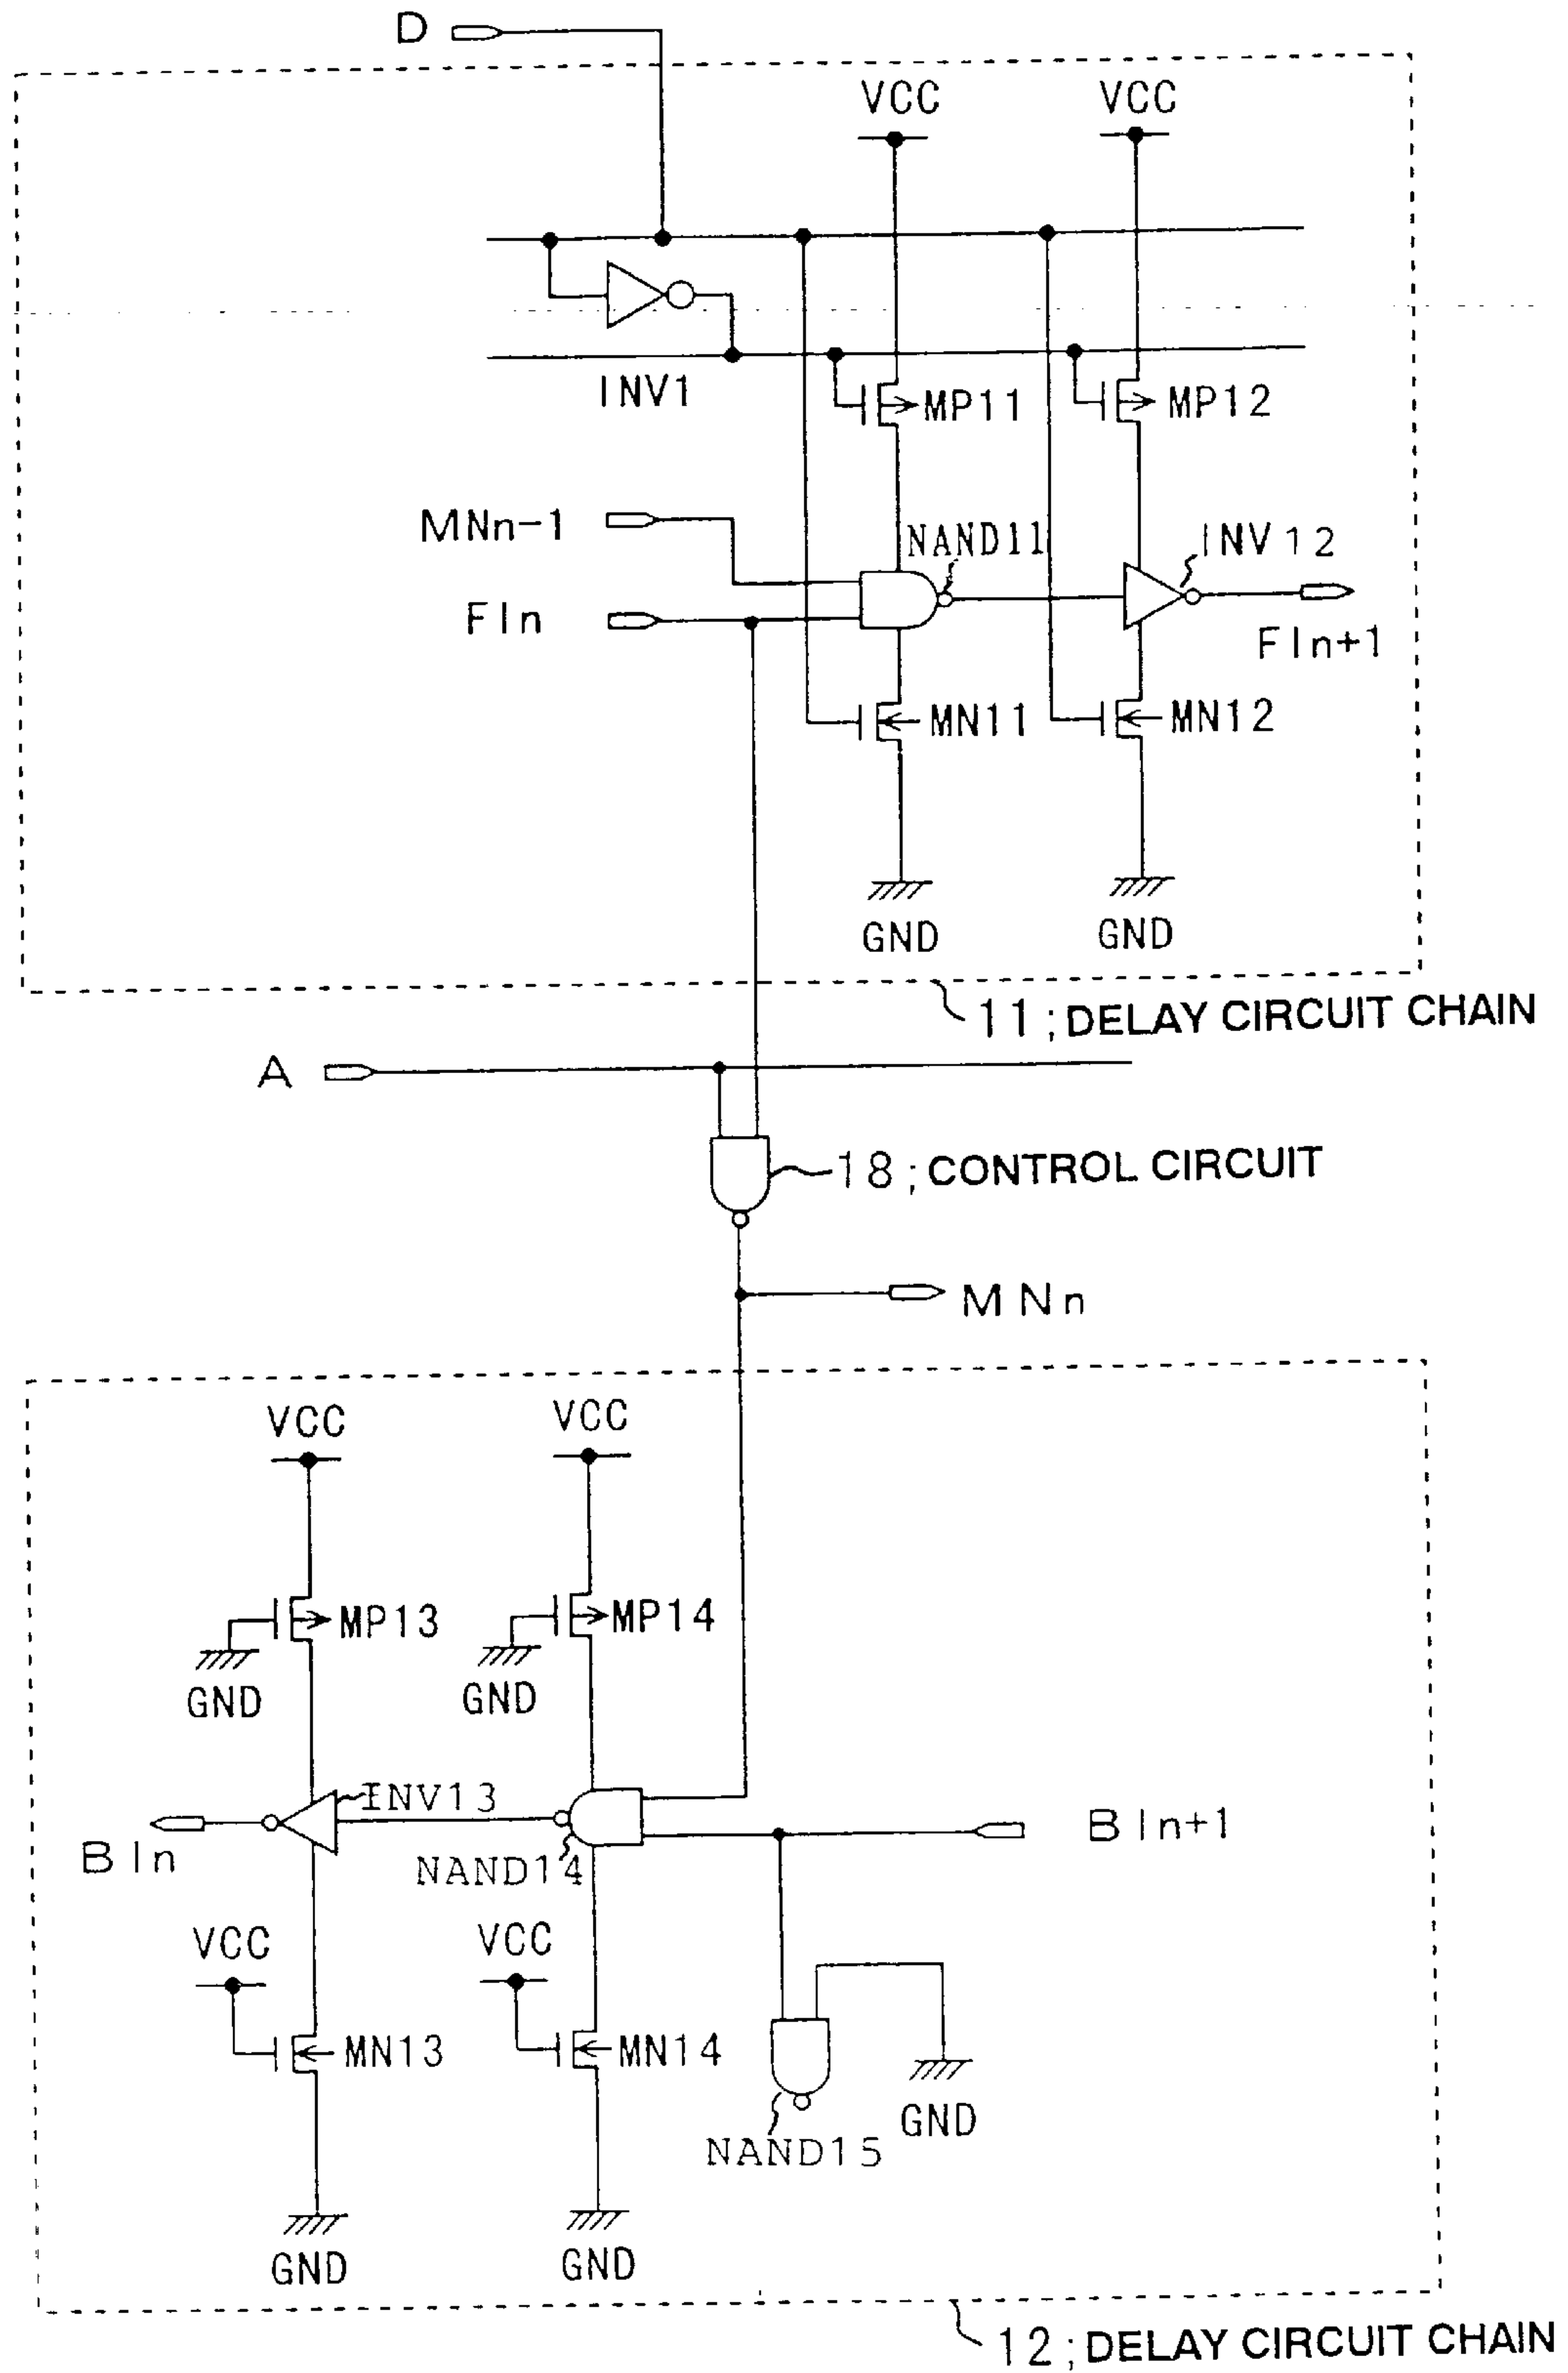 D
VCC VCC
INV1
MP11 MP12
MNn-1
NAND11 INV12
FIn
FIn+1
MN11 MN12
GND GND
11 ; DELAY CIRCUIT CHAIN
A
18 ; CONTROL CIRCUIT
MNn
VCC VCC
MP13 MP14
GND GND
INV13
BIn+1
BIn
NAND14
VCC VCC
MN13 MN14
GND
NAND15
GND GND
12 ; DELAY CIRCUIT CHAIN